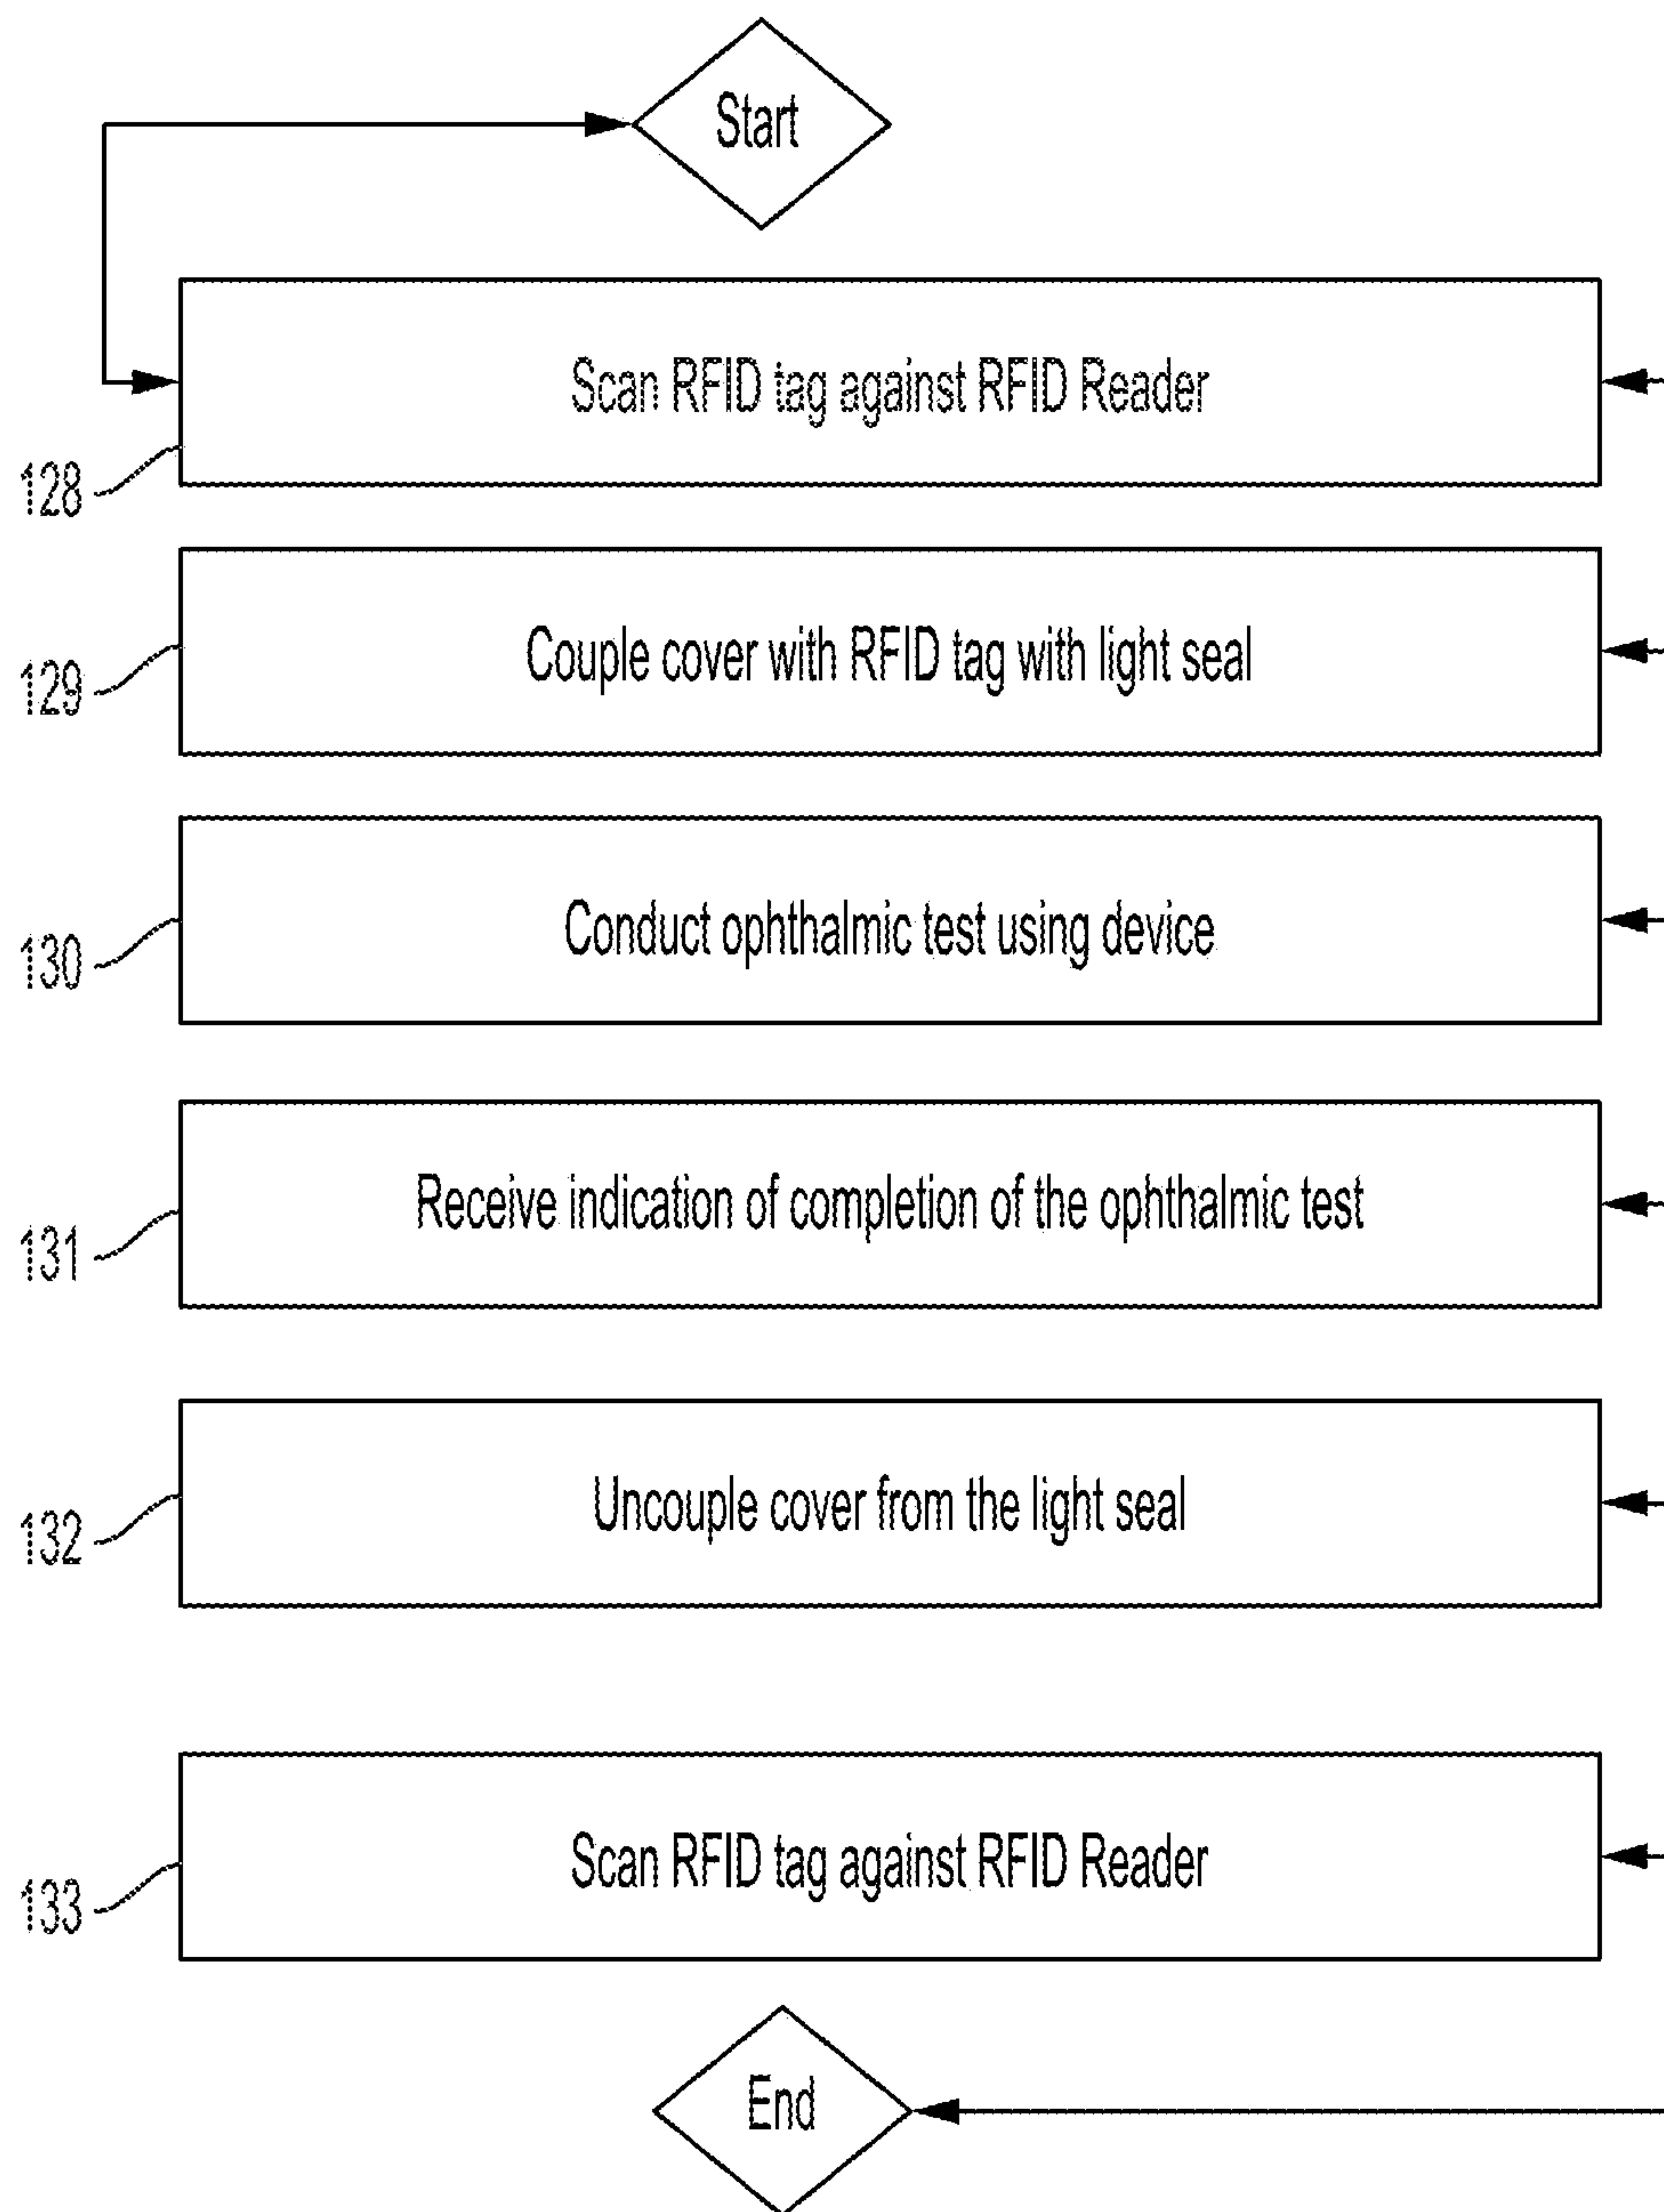 Start
Scan RFID tag against RFID Reader
128
Couple cover with RFID tag with light seal
129
Conduct ophthalmic test using device
130
Receive indication of completion of the ophthalmic test
131
Uncouple cover from the light seal
132
Scan RFID tag against RFID Reader
133
End